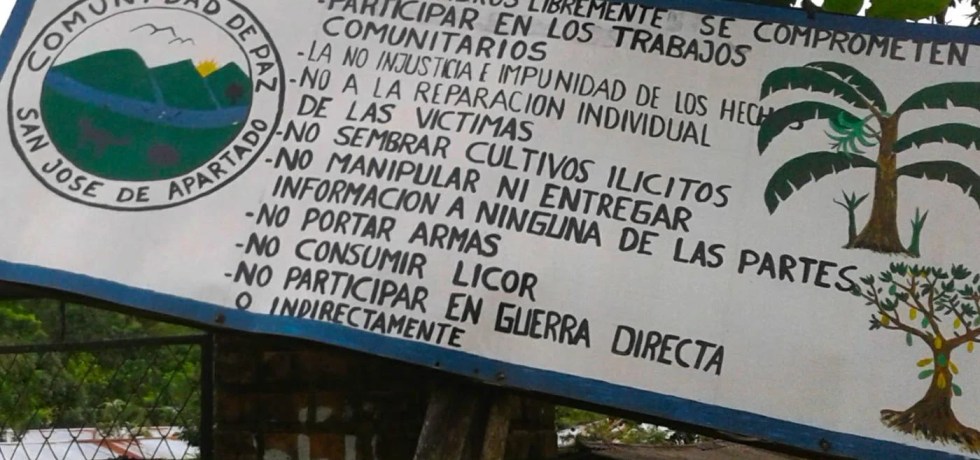 COMUNIDAD DE PAZ
SAN JOSE DE APARTADO
LIBREMENTE SE COMPROMETEN
-PARTICIPAR EN LOS TRABAJOS
COMUNITARIOS
-LA NO INJUSTICIA E IMPUNIDAD DE LOS HECHOS
-NO A LA REPARACION INDIVIDUAL
DE LAS VICTIMAS
-NO SEMBRAR CULTIVOS ILICITOS
-NO MANIPULAR NI ENTREGAR
INFORMACION A NINGUNA DE LAS PARTES
-NO PORTAR ARMAS
-NO CONSUMIR LICOR
-NO PARTICIPAR EN GUERRA DIRECTA
O INDIRECTAMENTE